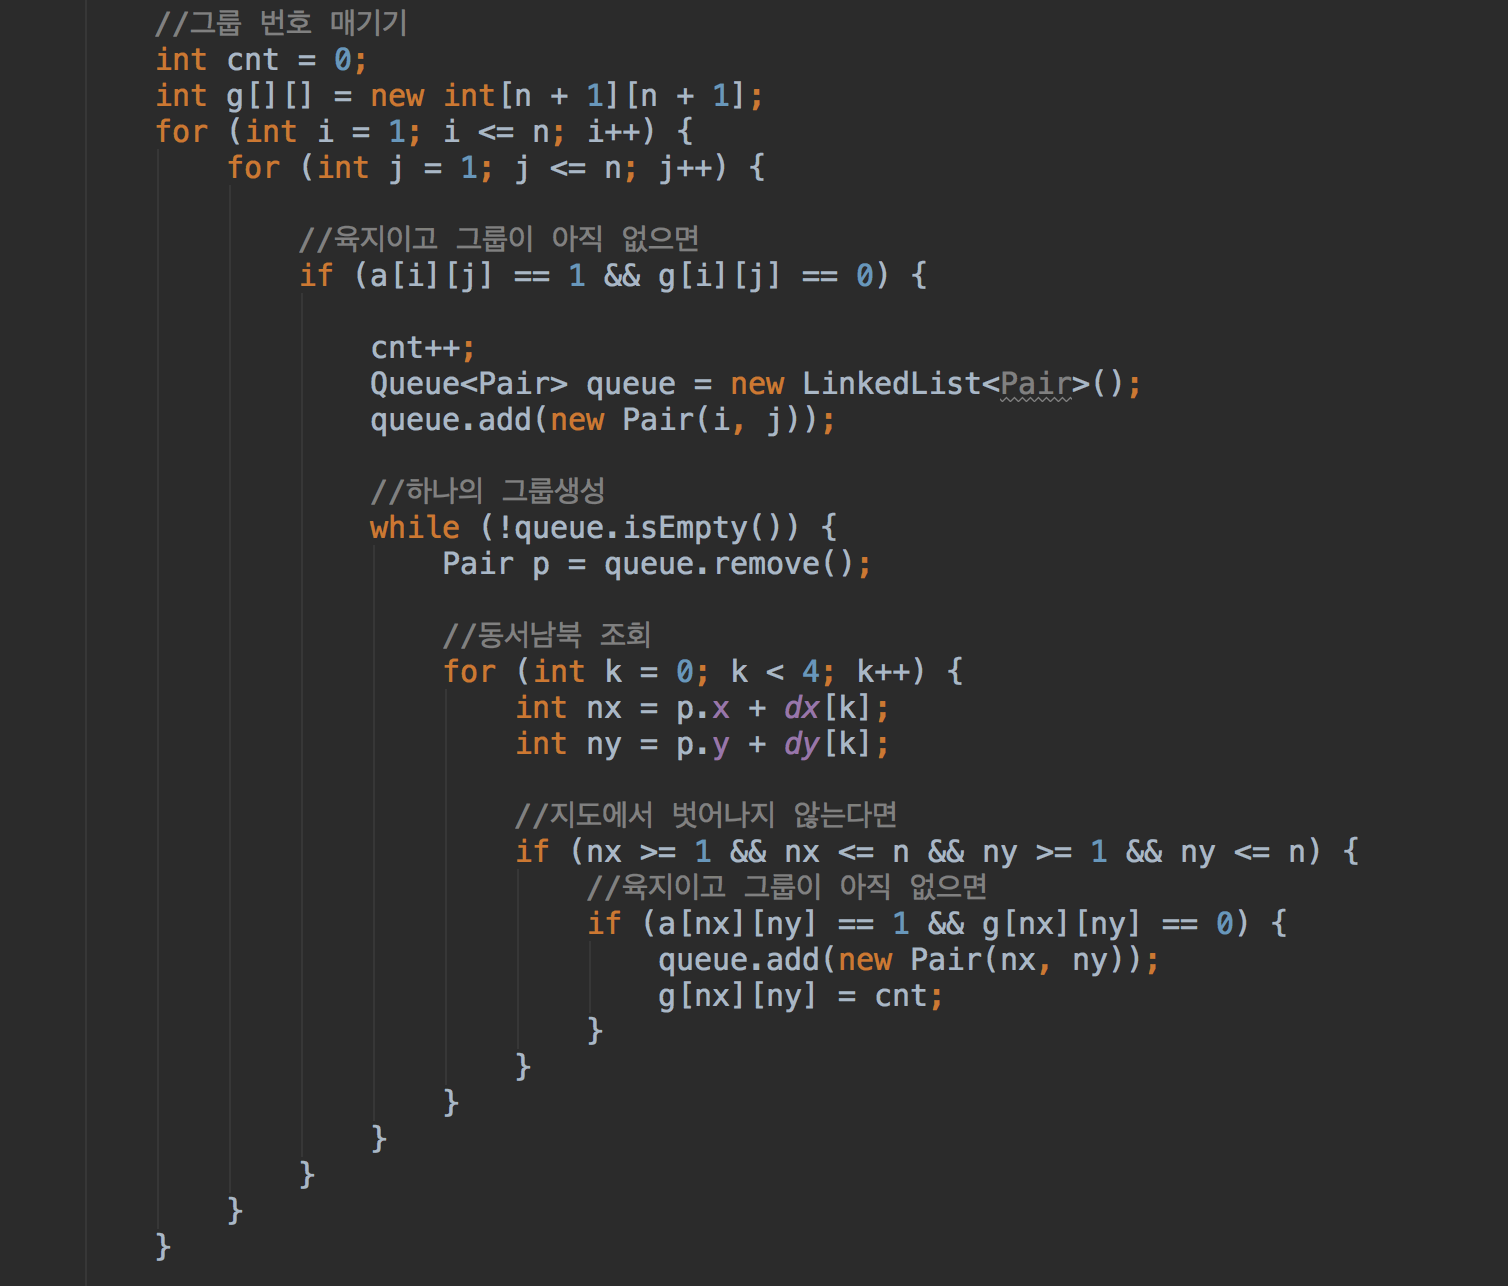 //그룹 번호 매기기
int cnt = 0;
int g[][] = new int[n + 1][n + 1];
for (int i = 1; i <= n; i++) {
for (int j = 1; j <= n; j++) {
//육지이고 그룹이 아직 없으면
if (a[i][j] == 1 && g[i][j] == 0) {
cnt++;
Queue<Pair> queue = new LinkedList<Pair>();
queue.add(new Pair(i, j));
//하나의 그룹생성
while (!queue.isEmpty()) {
Pair p = queue.remove();
//동서남북 조회
for (int k = 0; k < 4; k++) {
int nx = p.x + dx[k];
int ny = p.y + dy[k];
//지도에서 벗어나지 않는다면
if (nx >= 1 && nx <= n && ny >= 1 && ny <= n) {
//육지이고 그룹이 아직 없으면
if (a[nx][ny] == 1 && g[nx][ny] == 0) {
queue.add(new Pair(nx, ny));
g[nx][ny] = cnt;
}
}
}
}
}
}
}